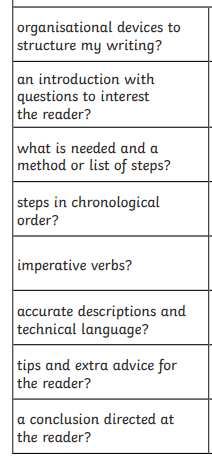 organisational devices to
structure my writing?
an introduction with
questions to interest
the reader?
what is needed and a
method or list of steps?
steps in chronological
order?
imperative verbs?
accurate descriptions and
technical language?
tips and extra advice for
the reader?
a conclusion directed at
the reader?